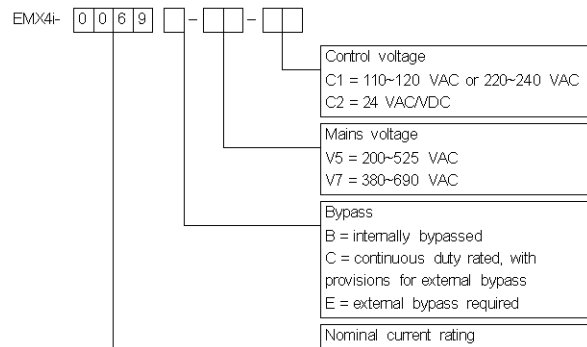 EMX4i- 0 0 6 9 - -
Control voltage
C1 = 110~120 VAC or 220~240 VAC
C2 = 24 VAC/VDC
Mains voltage
V5 = 200~525 VAC
V7 = 380~690 VAC
Bypass
B = internally bypassed
C = continuous duty rated, with
provisions for external bypass
E = external bypass required
Nominal current rating